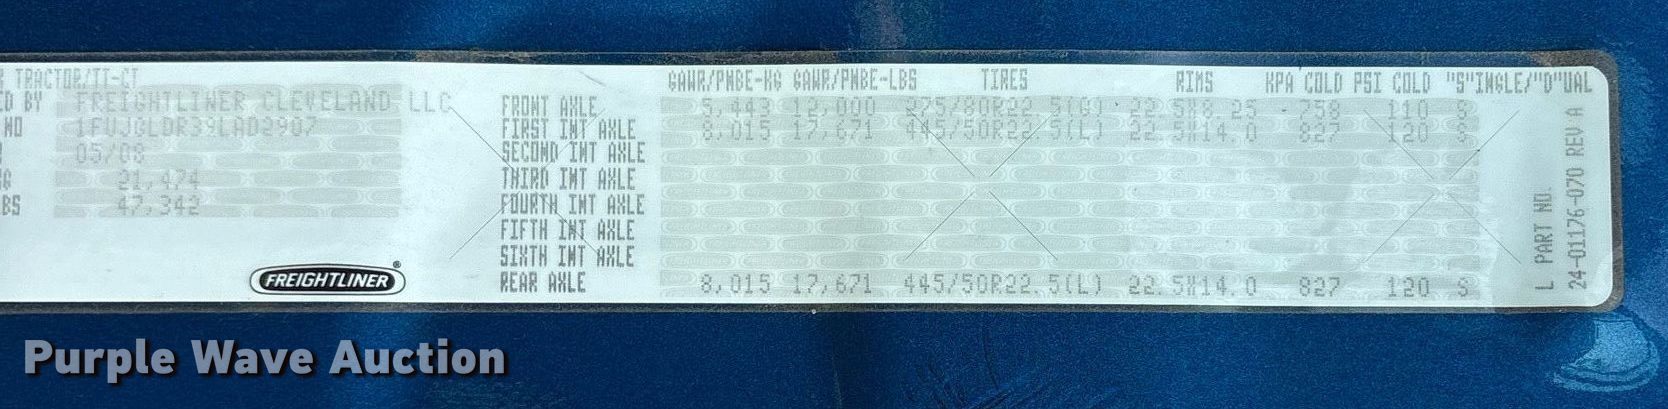 R TRACTOR/TT-CT
ED BY FREIGHTLINER CLEVELAND, LLC
NO 1FUJGLDR39LAD2907
05/08
G 21,474
BS 47,342
FREIGHTLINER®
GAWR/PNBE-KG GAWR/PNBE-LBS TIRES RIMS KPA COLD PSI COLD "S"INGLE/"D"UAL
FRONT AXLE 5,443 12,000 275/80R22.5(G) 22.5X8.25 758 110 S
FIRST INT AXLE 8,015 17,671 445/50R22.5(L) 22.5X14.0 827 120 S
SECOND INT AXLE
THIRD INT AXLE
FOURTH INT AXLE
FIFTH INT AXLE
SIXTH INT AXLE
REAR AXLE 8,015 17,671 445/50R22.5(L) 22.5X14.0 827 120 S
L PART NO.
24-01176-070 REV A
Purple Wave Auction